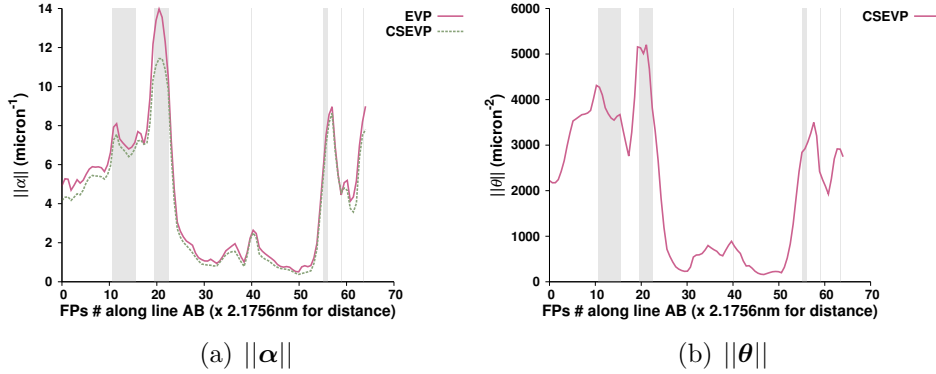 EVP
CSEVP
||α|| (micron-1)
14
12
10
8
6
4
2
0
0 10 20 30 40 50 60 70
FPs # along line AB (x 2.1756nm for distance)
(a) ||α||
CSEVP
||θ|| (micron-2)
6000
5000
4000
3000
2000
1000
0
0 10 20 30 40 50 60 70
FPs # along line AB (x 2.1756nm for distance)
(b) ||θ||